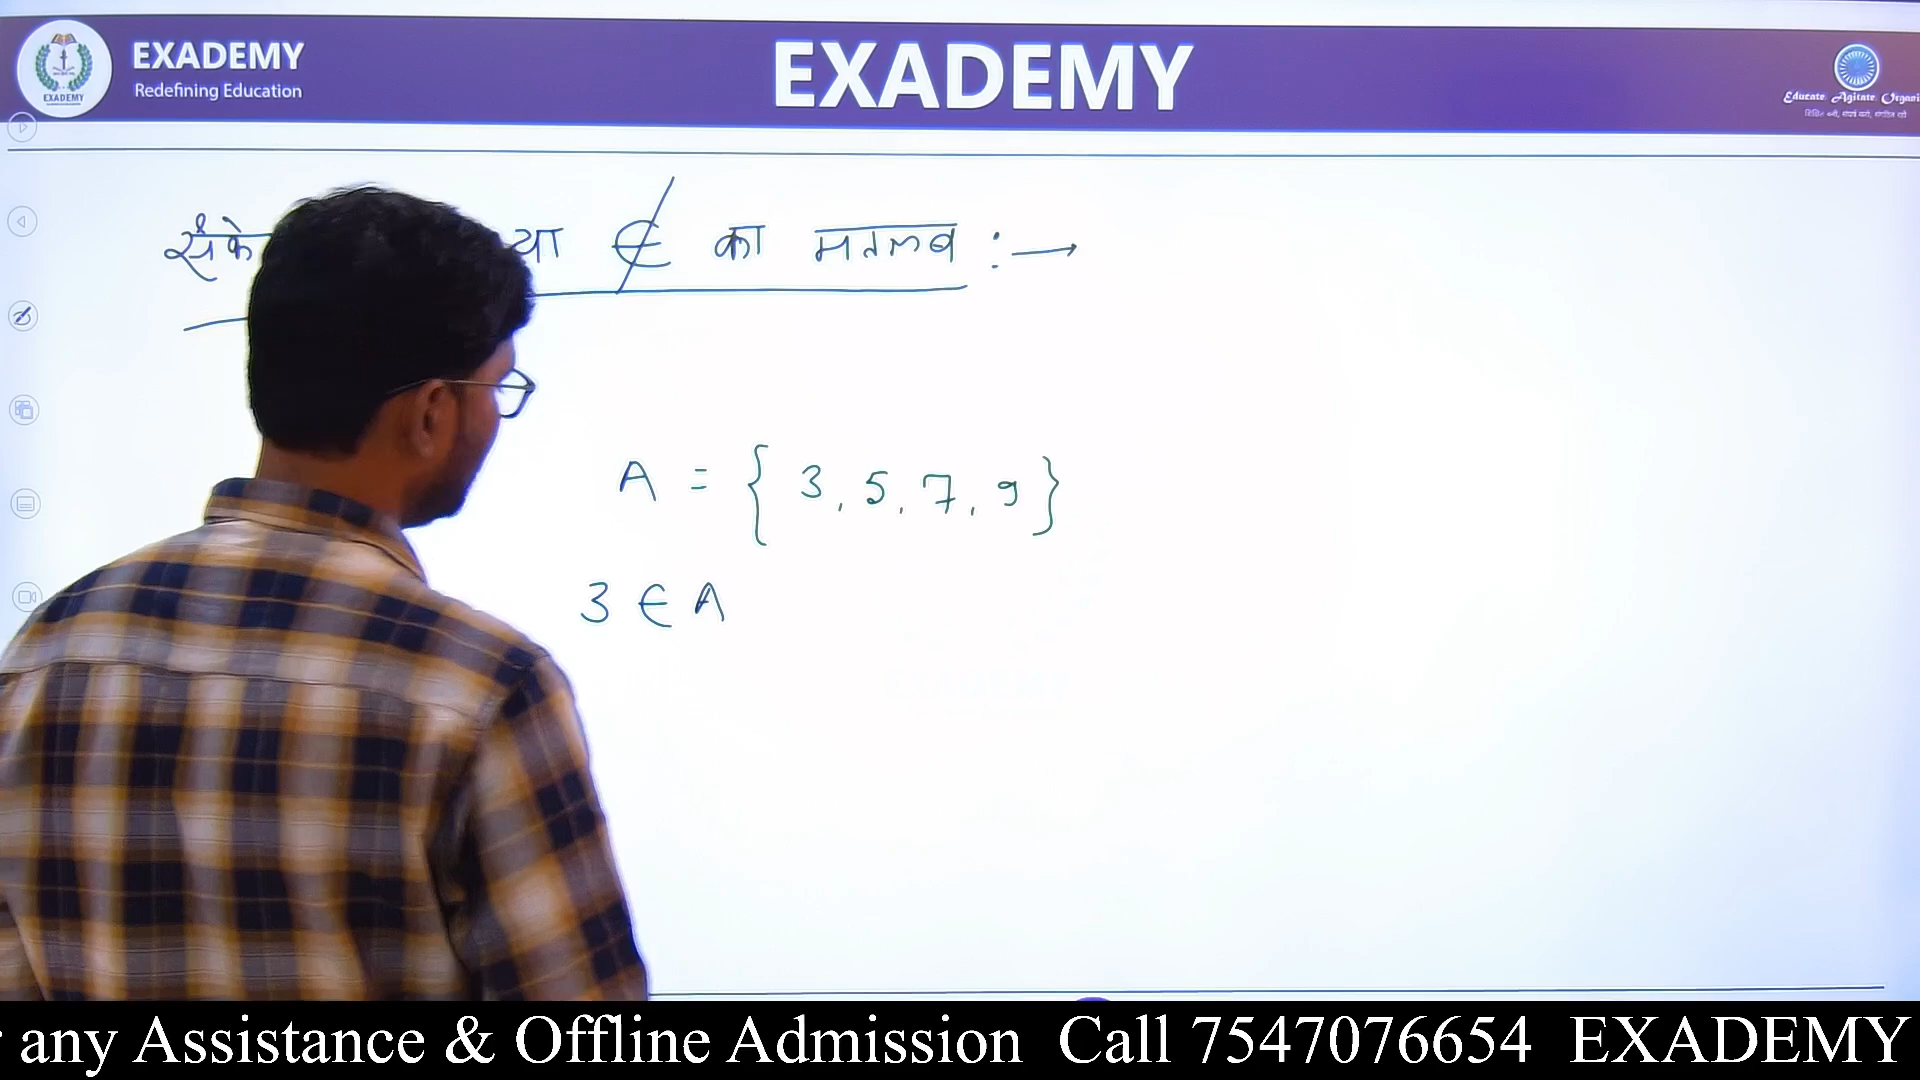 EXADEMY
Redefining Education
EXADEMY
EXADEMY
Educate Agitate Organi
या ∉ का मतलब :→
A = { 3, 5, 7, 9 }
3 ∈ A
any Assistance & Offline Admission Call 7547076654 EXADEMY